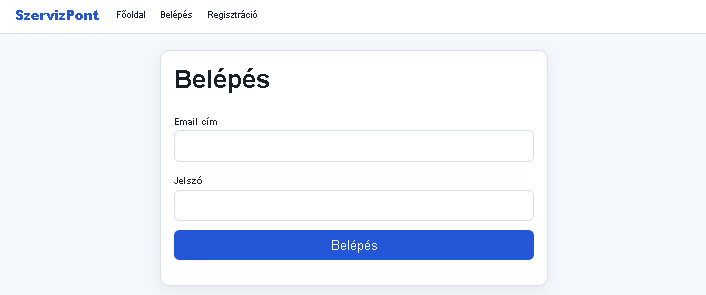 SzervizPont Főoldal Belépés Regisztráció
Belépés
Email cím
Jelszó
Belépés